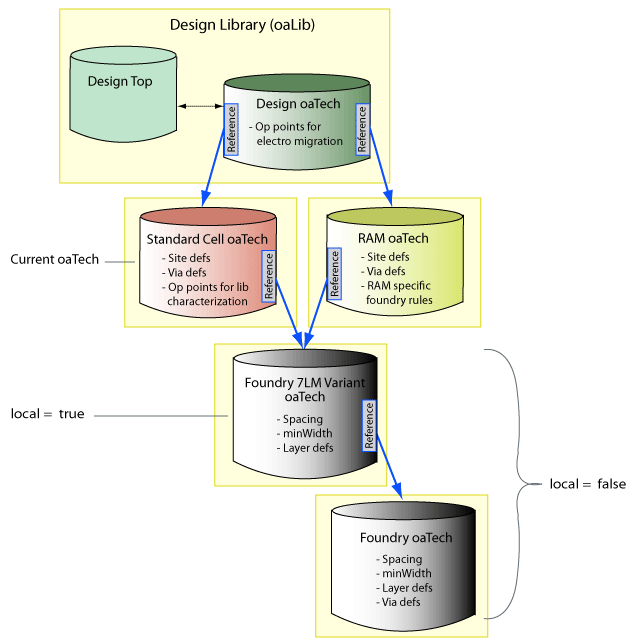 Design Library (oaLib)
Design Top
Design oaTech
Reference
- Op points for
electro migration
Reference
Current oaTech
Standard Cell oaTech
- Site defs
- Via defs
- Op points for lib
characterization
Reference
RAM oaTech
Reference
- Site defs
- Via defs
- RAM specific
foundry rules
local = true
Foundry 7LM Variant
oaTech
- Spacing
- minWidth
- Layer defs
Reference
local = false
Foundry oaTech
- Spacing
- minWidth
- Layer defs
- Via defs